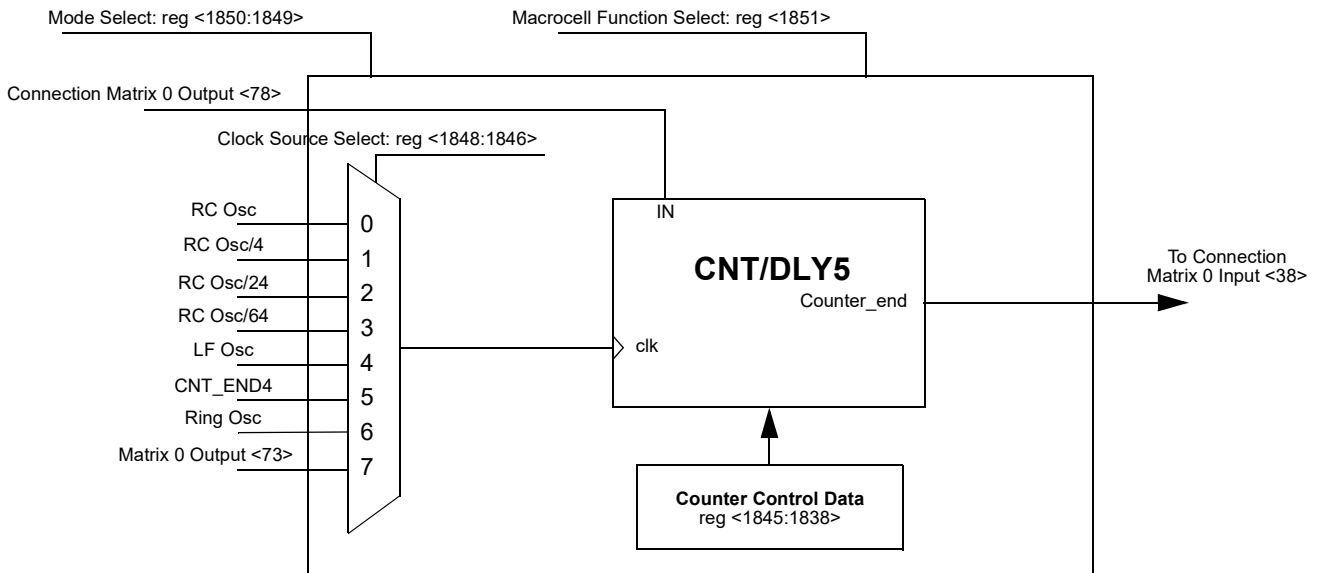 Mode Select: reg <1850:1849>
Macrocell Function Select: reg <1851>
Connection Matrix 0 Output <78>
Clock Source Select: reg <1848:1846>
RC Osc
0
RC Osc/4
1
RC Osc/24
2
RC Osc/64
3
LF Osc
4
CNT_END4
5
Ring Osc
6
Matrix 0 Output <73>
7
IN
CNT/DLY5
Counter_end
clk
To Connection
Matrix 0 Input <38>
Counter Control Data
reg <1845:1838>